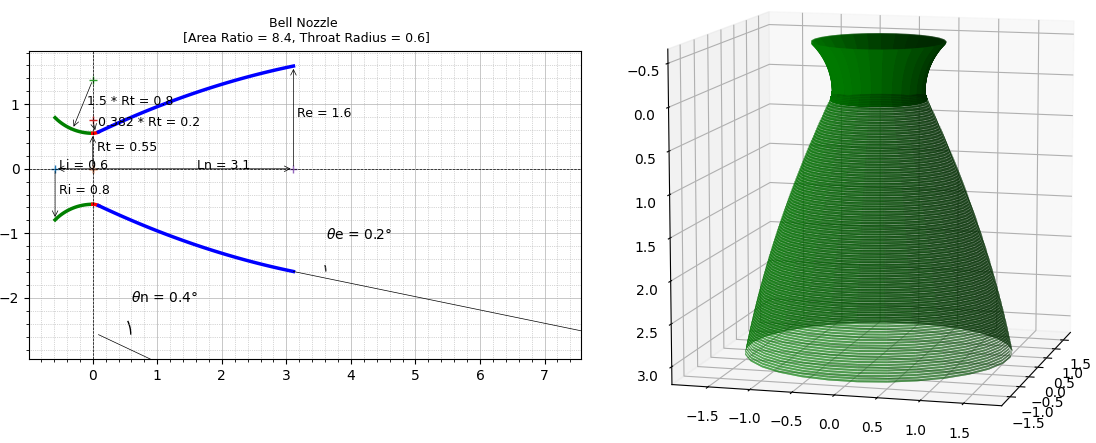 Bell Nozzle
[Area Ratio = 8.4, Throat Radius = 0.6]
1.5 * Rt = 0.8
0.382 * Rt = 0.2
Re = 1.6
Rt = 0.55
Li = 0.6
Ln = 3.1
Ri = 0.8
θe = 0.2°
θn = 0.4°
1
0
−1
−2
0 1 2 3 4 5 6 7
−0.5
0.0
0.5
1.0
1.5
2.0
2.5
3.0
−1.5 −1.0 −0.5 0.0 0.5 1.0 1.5
1.5
1.0
0.5
0.0
−0.5
−1.0
−1.5